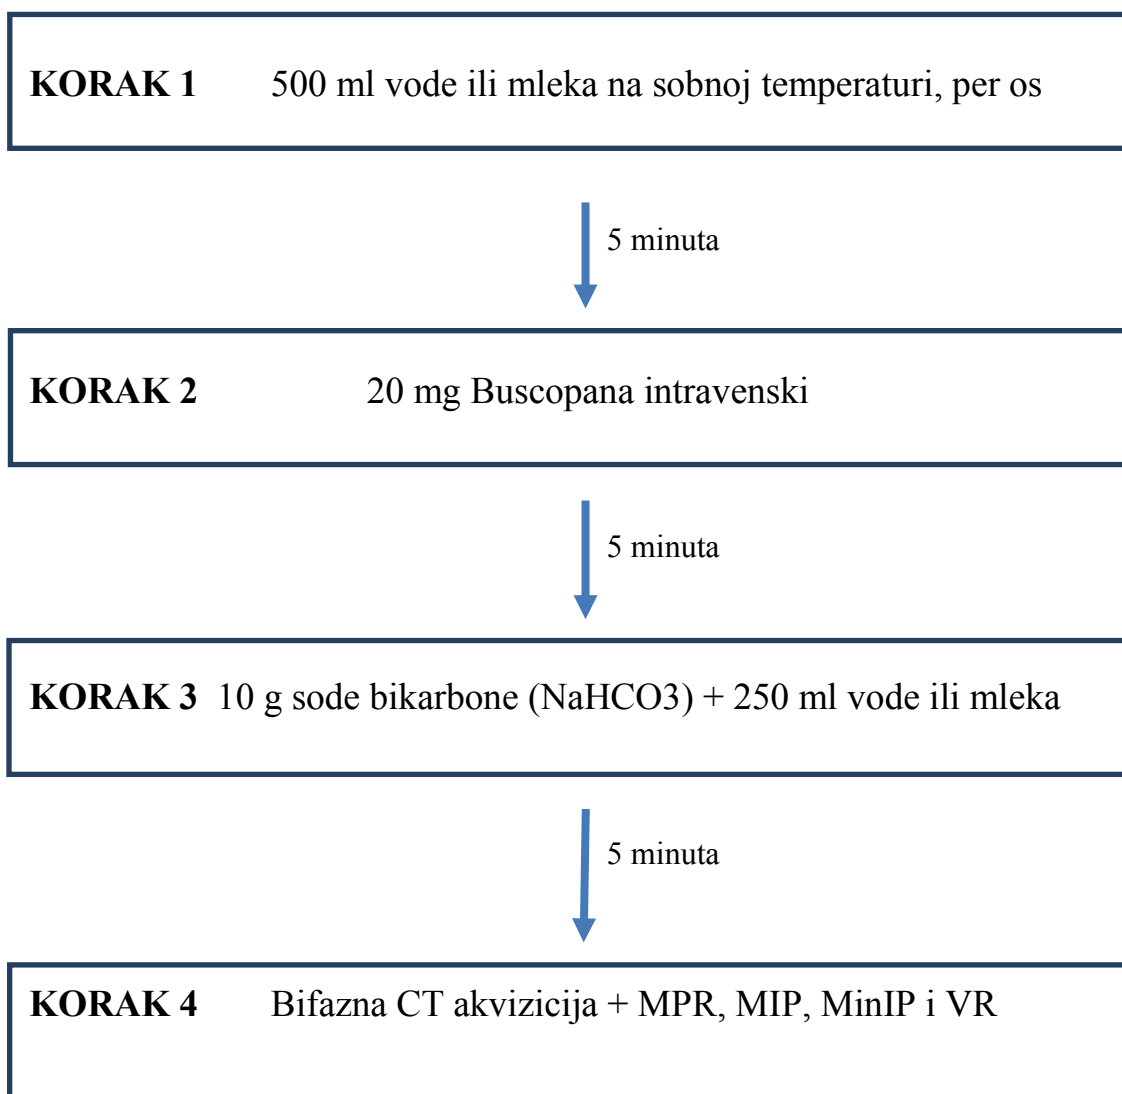 KORAK 1 500 ml vode ili mleka na sobnoj temperaturi, per os
5 minuta
KORAK 2 20 mg Buscopana intravenski
5 minuta
KORAK 3 10 g sode bikarbone (NaHCO3) + 250 ml vode ili mleka
5 minuta
KORAK 4 Bifazna CT akvizicija + MPR, MIP, MinIP i VR